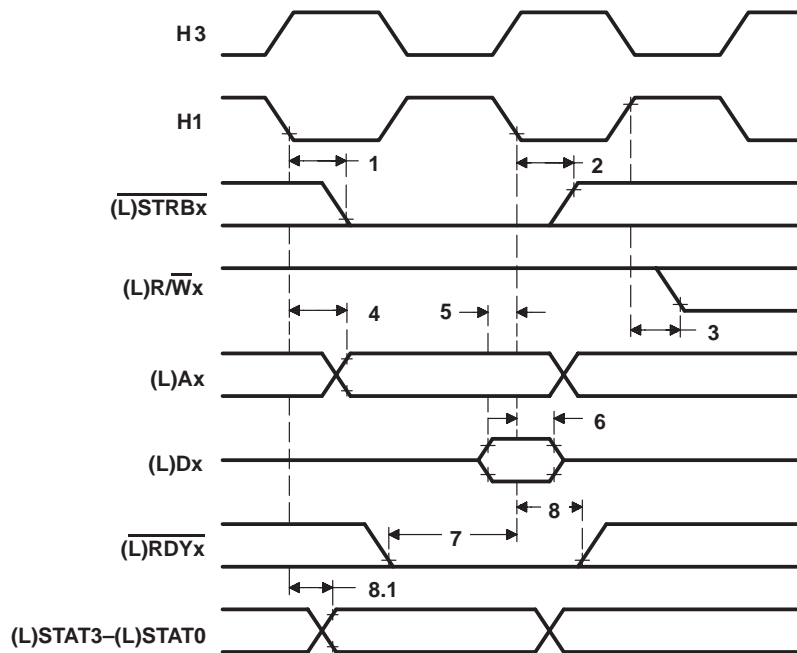 H3
H1
1
2
(L)STRBx
(L)R/Wx
4
5
3
(L)Ax
6
(L)Dx
8
7
(L)RDYx
8.1
(L)STAT3–(L)STAT0